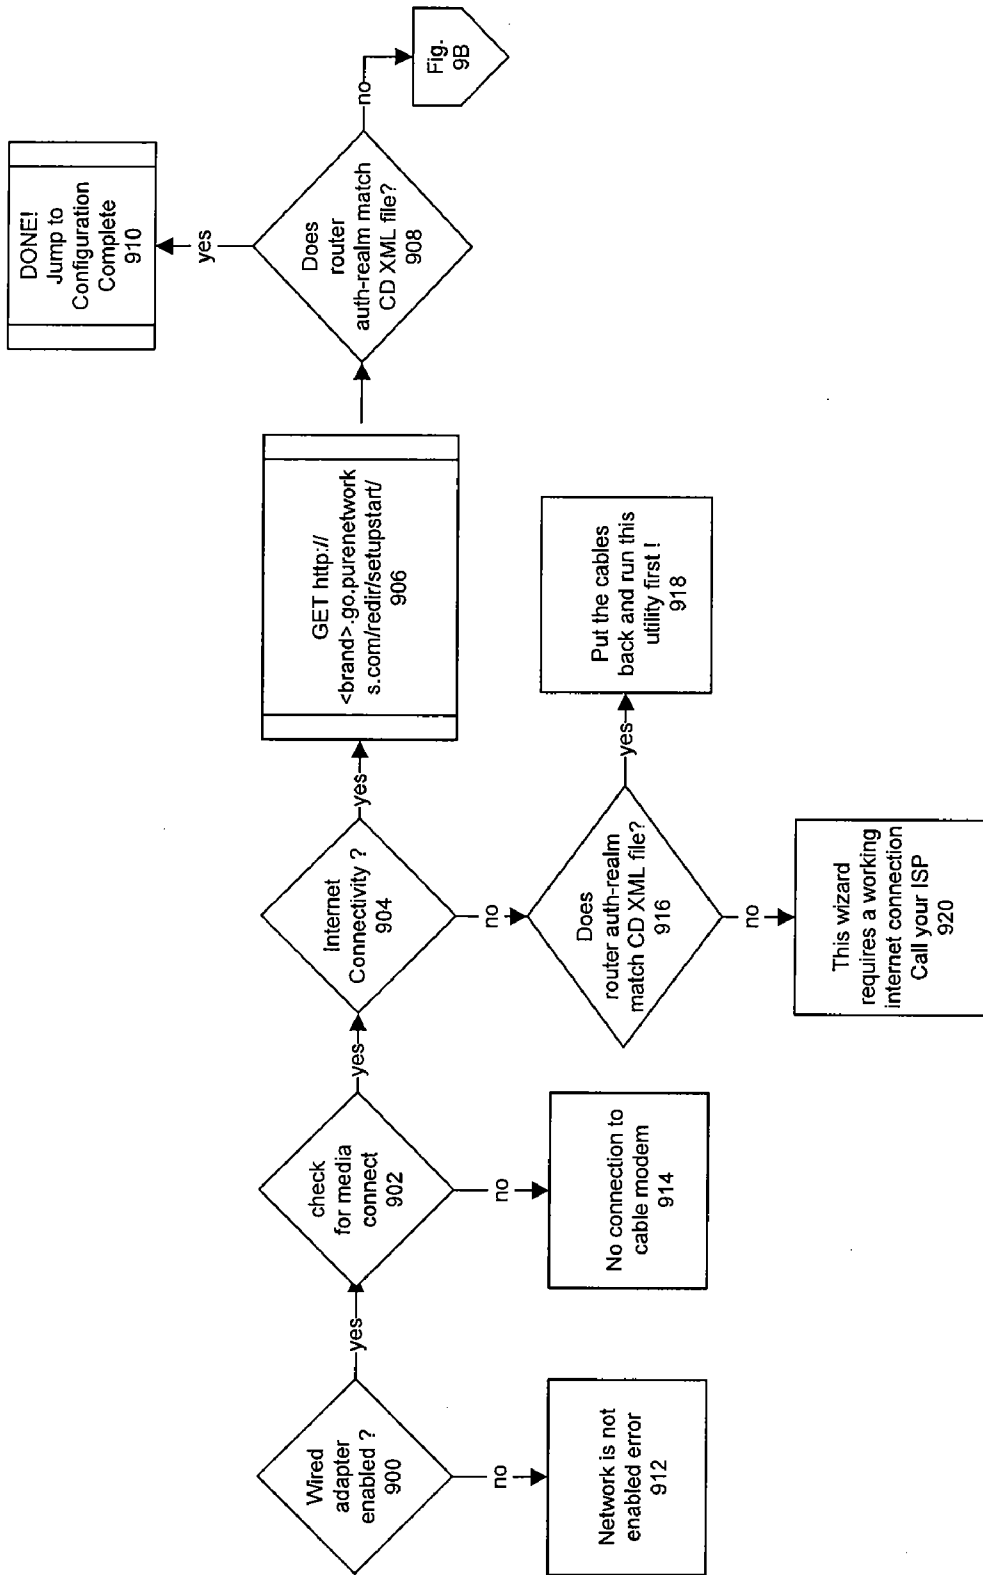 Wired
adapter
enabled ?
900
yes
no
Network is not
enabled error
912
check
for media
connect
902
yes
no
No connection to
cable modem
914
Internet
Connectivity ?
904
yes
no
GET http://
<brand>.go.purenetwork
s.com/redir/setupstart/
906
Does
router
auth-realm match
CD XML file?
908
yes
DONE!
Jump to
Configuration
Complete
910
no
Fig.
9B
Does
router auth-realm
match CD XML file?
916
yes
Put the cables
back and run this
utility first !
918
no
This wizard
requires a working
internet connection
Call your ISP
920